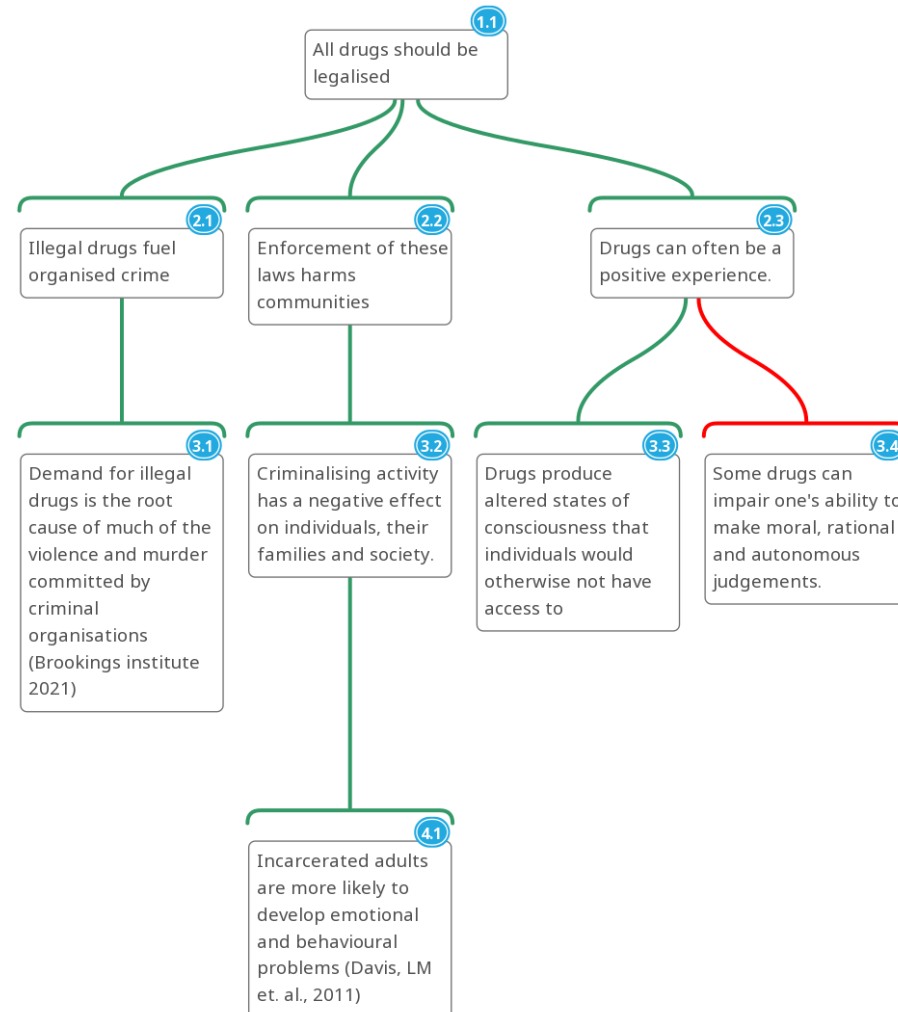 1.1
All drugs should be
legalised
2.1
Illegal drugs fuel
organised crime
2.2
Enforcement of these
laws harms
communities
2.3
Drugs can often be a
positive experience.
3.1
Demand for illegal
drugs is the root
cause of much of the
violence and murder
committed by
criminal
organisations
(Brookings institute
2021)
3.2
Criminalising activity
has a negative effect
on individuals, their
families and society.
3.3
Drugs produce
altered states of
consciousness that
individuals would
otherwise not have
access to
3.4
Some drugs can
impair one's ability to
make moral, rational
and autonomous
judgements.
4.1
Incarcerated adults
are more likely to
develop emotional
and behavioural
problems (Davis, LM
et. al., 2011)